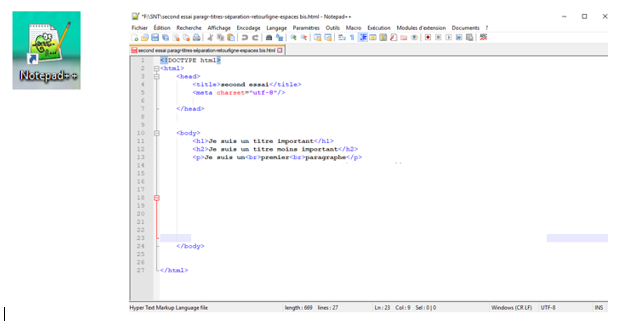 Notepad++
*F:\SNT\second essai paragr-titres-séparation-retourligne-espaces bis.html - Notepad++
Fichier Édition Recherche Affichage Encodage Langage Paramètres Outils Macro Exécution Modules d'extension Documents ?
second essai paragr-titres-séparation-retourligne-espaces bis.html
1 <!DOCTYPE html>
2 <html>
3 <head>
4 <title>second essai</title>
5 <meta charset="utf-8"/>
6
7 </head>
8
9
10 <body>
11 <h1>Je suis un titre important</h1>
12 <h2>Je suis un titre moins important</h2>
13 <p>Je suis un<br>premier<br>paragraphe</p>
14
15
16
17
18
19
20
21
22
23
24 </body>
25
26
27 </html>
Hyper Text Markup Language file length : 669 lines : 27 Ln : 23 Col : 9 Sel : 0 | 0 Windows (CR LF) UTF-8 INS